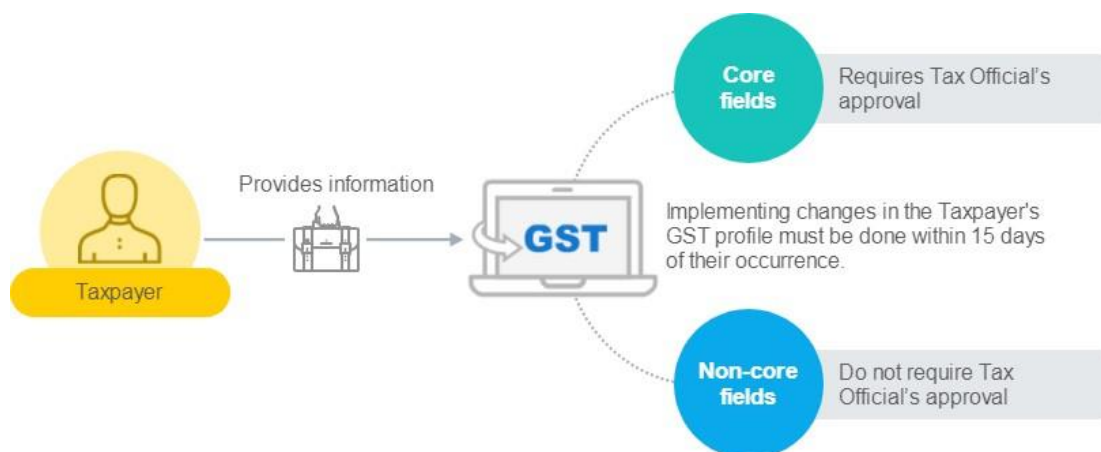 Taxpayer
Provides information
GST
Core
fields
Requires Tax Official's
approval
Implementing changes in the Taxpayer's
GST profile must be done within 15 days
of their occurrence.
Non-core
fields
Do not require Tax
Official's approval